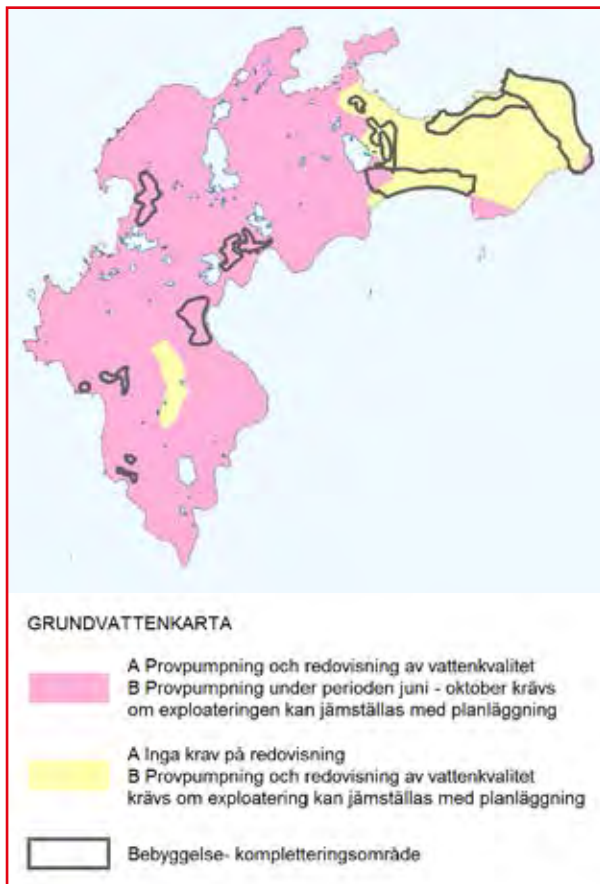 GRUNDVATTENKARTA
A Provpumpning och redovisning av vattenkvalitet
B Provpumpning under perioden juni - oktober krävs
om exploateringen kan jämställas med planläggning
A Inga krav på redovisning
B Provpumpning och redovisning av vattenkvalitet
krävs om exploatering kan jämställas med planläggning
Bebyggelse- kompletteringsområde